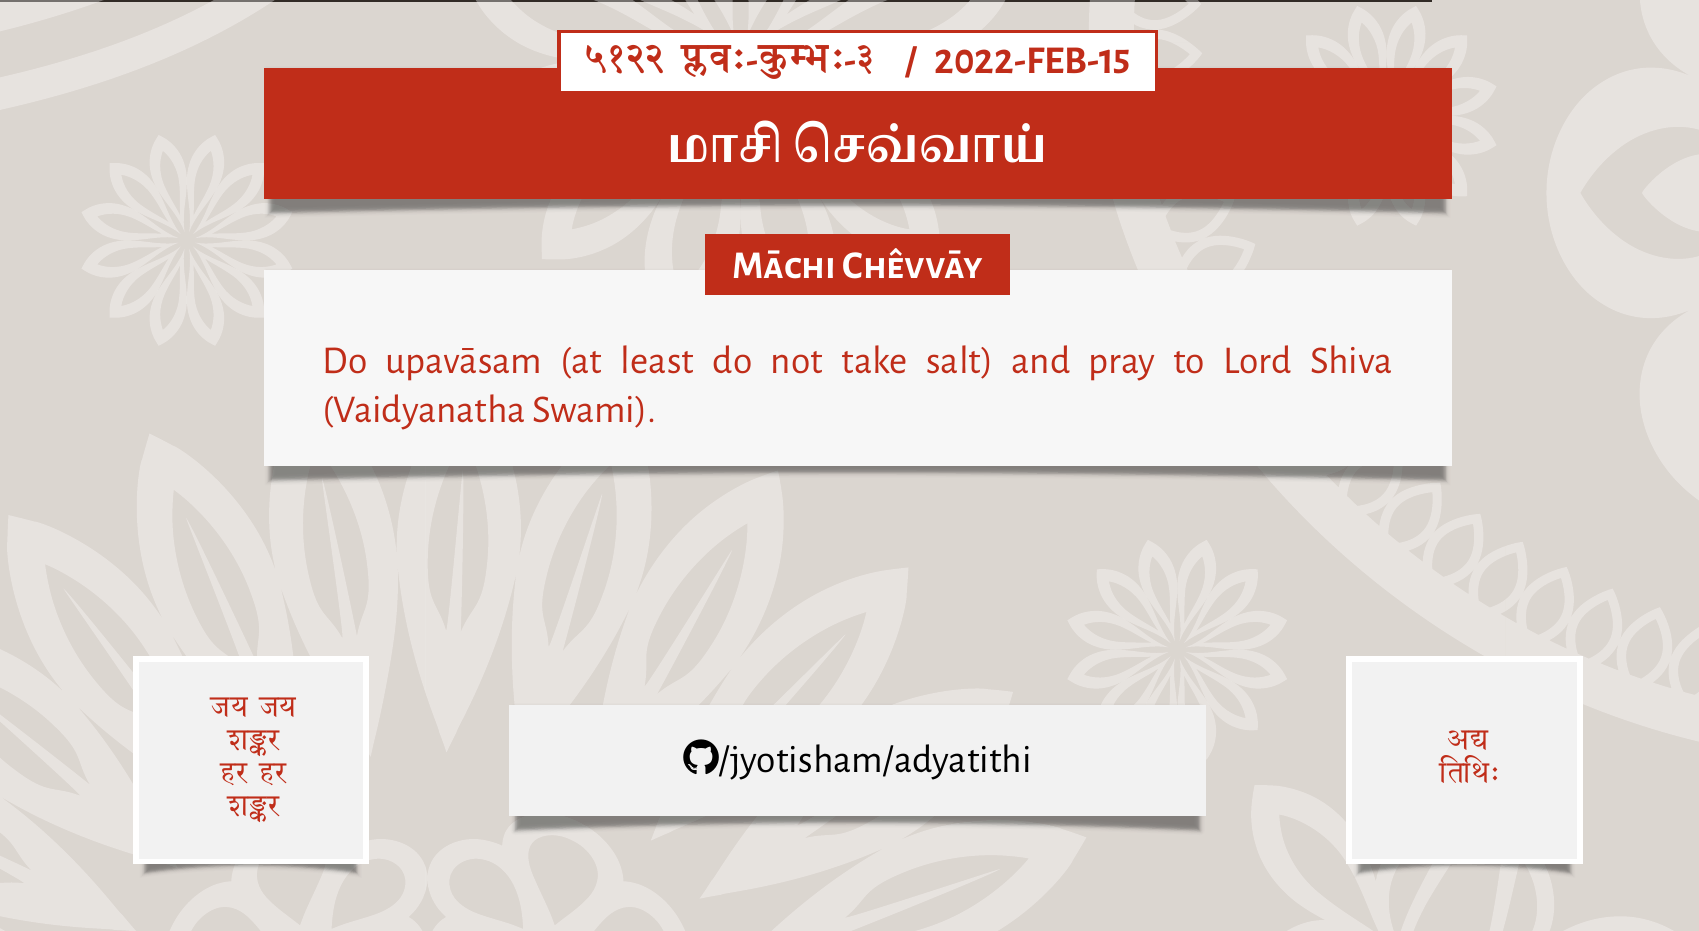 ५१२२ प्लवः-कुम्भः-३ / 2022-FEB-15
மாசி செவ்வாய்
Māchi Chêvvāy
Do upavāsam (at least do not take salt) and pray to Lord Shiva
(Vaidyanatha Swami).
जय जय
शङ्कर
हर हर
शङ्कर
/jyotisham/adyatithi
अद्य
तिथिः